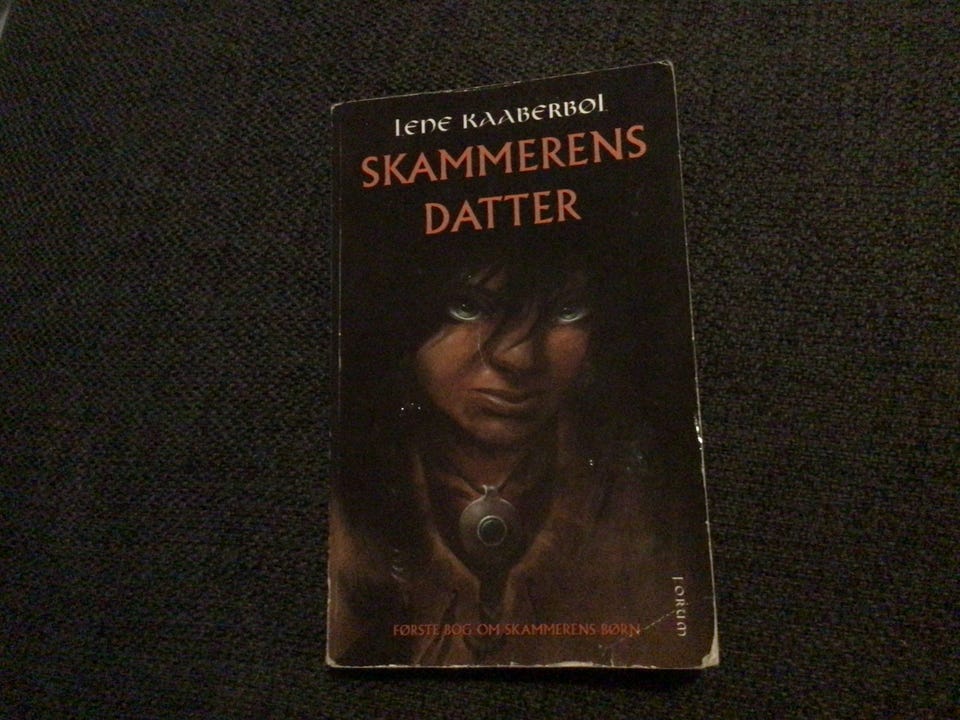 LENE KAABERBØL
SKAMMERENS
DATTER
FØRSTE BOG OM SKAMMERENS BØRN
FORUM